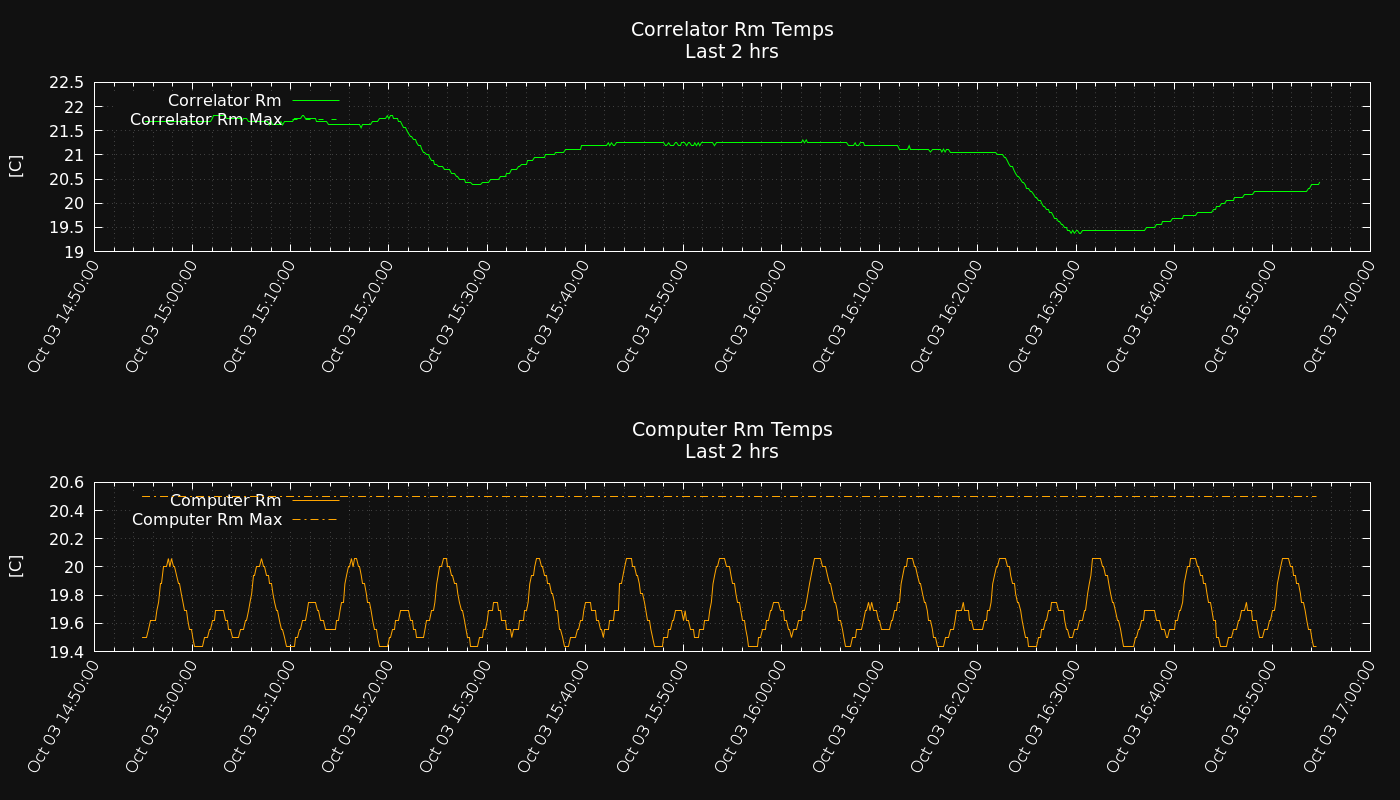 Correlator Rm Temps
Last 2 hrs
22.5
22
21.5
21
20.5
20
19.5
19
[C]
Correlator Rm
Correlator Rm Max
Oct 03 14:50:00
Oct 03 15:00:00
Oct 03 15:10:00
Oct 03 15:20:00
Oct 03 15:30:00
Oct 03 15:40:00
Oct 03 15:50:00
Oct 03 16:00:00
Oct 03 16:10:00
Oct 03 16:20:00
Oct 03 16:30:00
Oct 03 16:40:00
Oct 03 16:50:00
Oct 03 17:00:00
Computer Rm Temps
Last 2 hrs
20.6
20.4
20.2
20
19.8
19.6
19.4
[C]
Computer Rm
Computer Rm Max
Oct 03 14:50:00
Oct 03 15:00:00
Oct 03 15:10:00
Oct 03 15:20:00
Oct 03 15:30:00
Oct 03 15:40:00
Oct 03 15:50:00
Oct 03 16:00:00
Oct 03 16:10:00
Oct 03 16:20:00
Oct 03 16:30:00
Oct 03 16:40:00
Oct 03 16:50:00
Oct 03 17:00:00